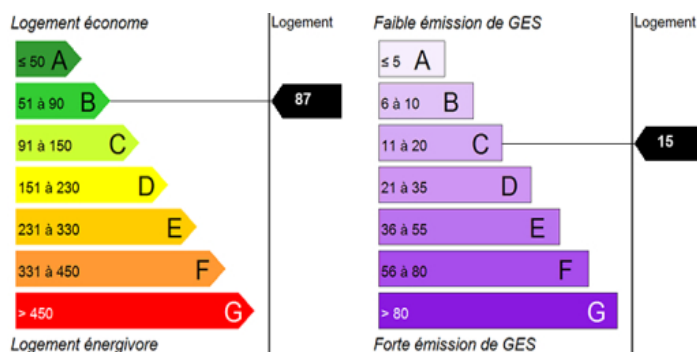 Logement économe
Logement
≤ 50 A
51 à 90 B
87
91 à 150 C
151 à 230 D
231 à 330 E
331 à 450 F
> 450 G
Logement énergivore
Faible émission de GES
Logement
≤ 5 A
6 à 10 B
11 à 20 C
15
21 à 35 D
36 à 55 E
56 à 80 F
> 80 G
Forte émission de GES